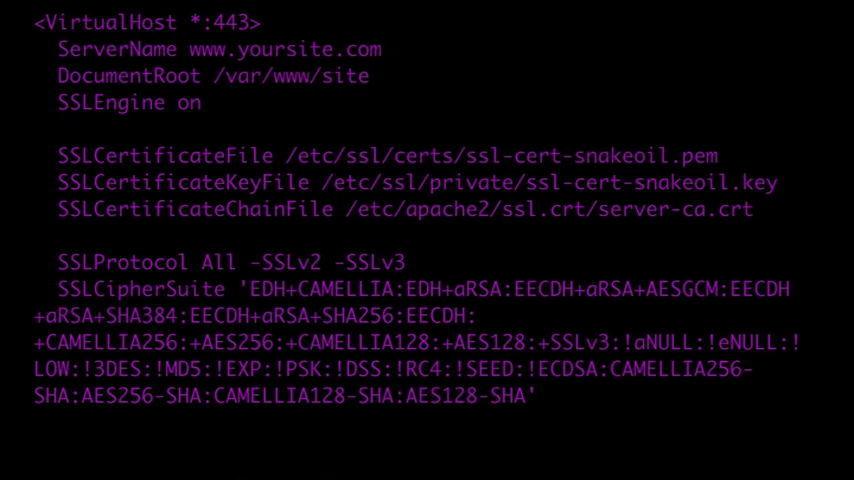 <VirtualHost *:443>
ServerName www.yoursite.com
DocumentRoot /var/www/site
SSLEngine on
SSLCertificateFile /etc/ssl/certs/ssl-cert-snakeoil.pem
SSLCertificateKeyFile /etc/ssl/private/ssl-cert-snakeoil.key
SSLCertificateChainFile /etc/apache2/ssl.crt/server-ca.crt
SSLProtocol All -SSLv2 -SSLv3
SSLCipherSuite 'EDH+CAMELLIA:EDH+aRSA:EECDH+aRSA+AESGCM:EECDH
+aRSA+SHA384:EECDH+aRSA+SHA256:EECDH:
+CAMELLIA256:+AES256:+CAMELLIA128:+AES128:+SSLv3:!aNULL:!eNULL:!
LOW:!3DES:!MD5:!EXP:!PSK:!DSS:!RC4:!SEED:!ECDSA:CAMELLIA256-
SHA:AES256-SHA:CAMELLIA128-SHA:AES128-SHA'